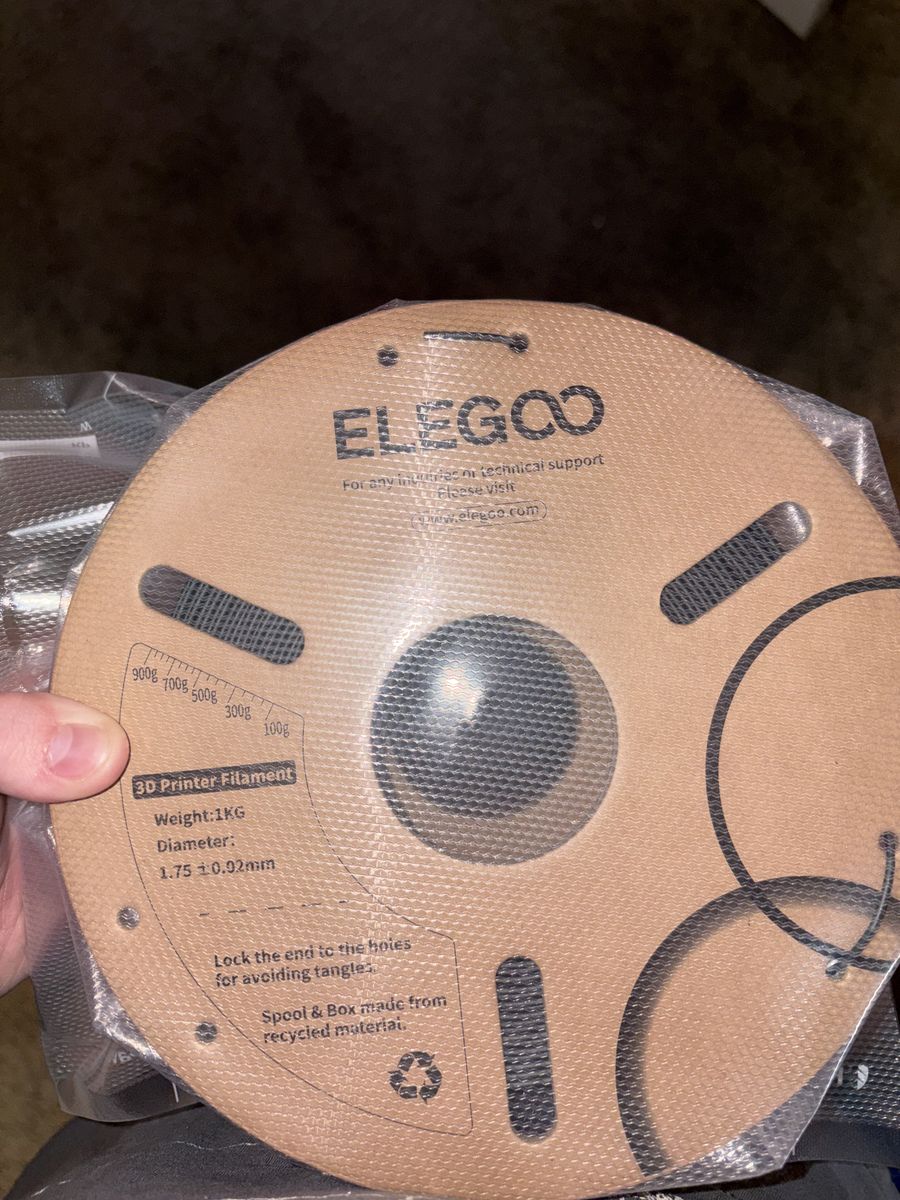 ELEGOO
For any inquiries or technical support
Please visit
www.elegoo.com
900g 700g 500g 300g 100g
3D Printer Filament
Weight:1KG
Diameter:
1.75 ±0.02mm
Lock the end to the holes
for avoiding tangles.
Spool & Box made from
recycled material.